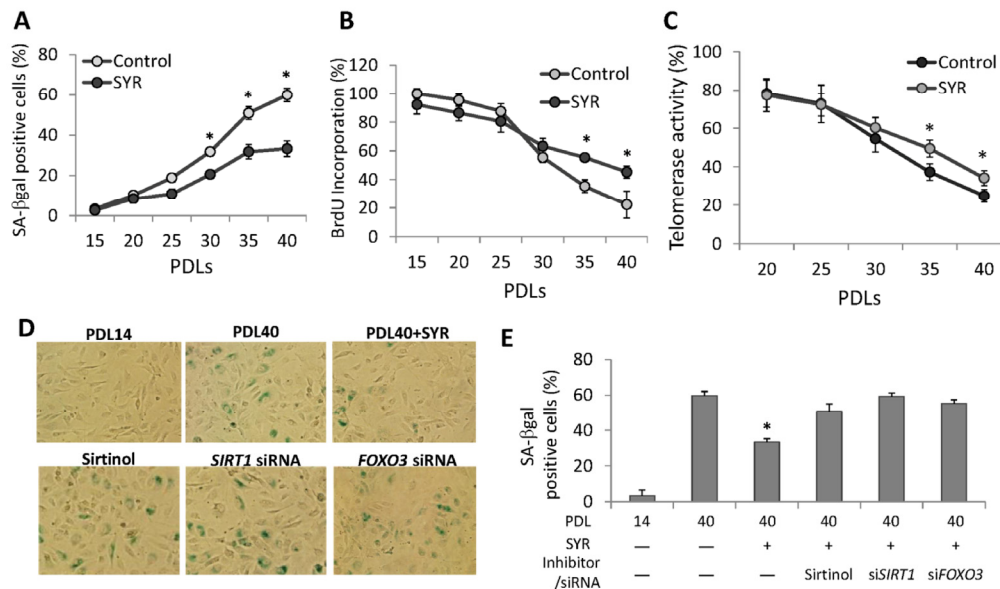 A
SA-βgal positive cells (%)
80
60
40
20
0
Control
SYR
*
*
*
15 20 25 30 35 40
PDLs
B
BrdU Incorporation (%)
120
100
80
60
40
20
0
Control
SYR
*
*
15 20 25 30 35 40
PDLs
C
Telomerase activity (%)
100
80
60
40
20
0
Control
SYR
*
*
20 25 30 35 40
PDLs
D
PDL14 PDL40 PDL40+SYR
Sirtinol SIRT1 siRNA FOXO3 siRNA
E
SA-βgal
positive cells (%)
80
60
40
20
0
*
PDL 14 40 40 40 40 40
SYR — — + + + +
Inhibitor
/siRNA — — — Sirtinol siSIRT1 siFOXO3